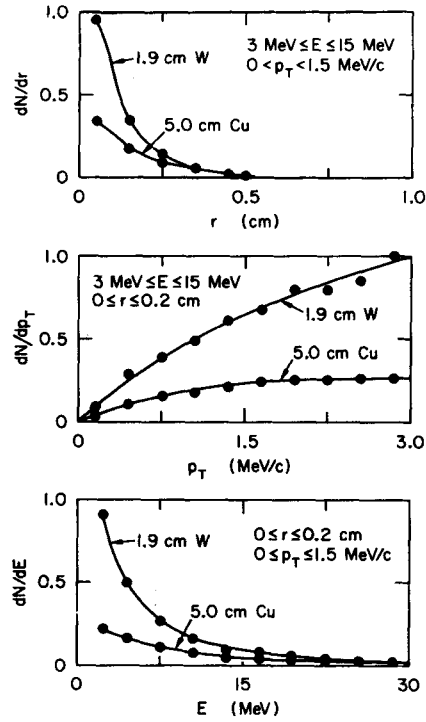 1.0
3 MeV≤E≤15 MeV
0<pT<1.5 MeV/c
1.9 cm W
dN/dr
0.5
5.0 cm Cu
0
0 0.5 1.0
r (cm)
1.0
3 MeV≤E≤15 MeV
0≤r≤0.2 cm
1.9 cm W
dN/dpT
0.5
5.0 cm Cu
0
0 1.5 3.0
pT (MeV/c)
1.0
0≤r≤0.2 cm
0≤pT≤1.5 MeV/c
1.9 cm W
dN/dE
0.5
5.0 cm Cu
0
0 15 30
E (MeV)